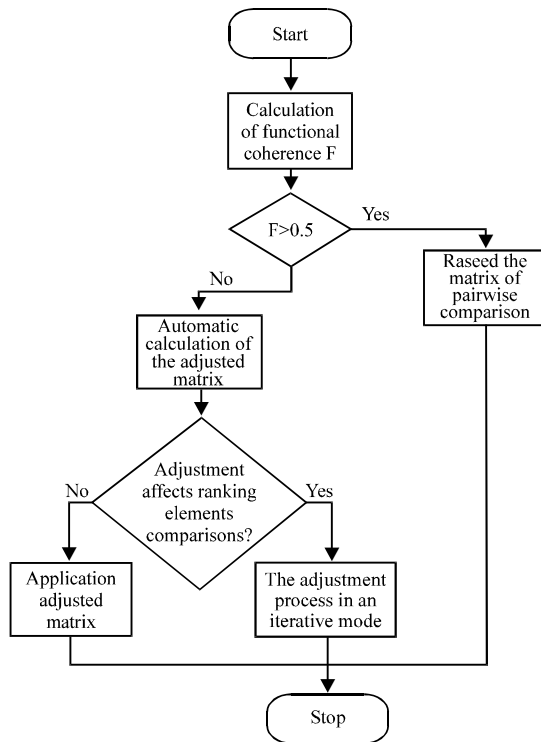 Start
Calculation
of functional
coherence F
F>0.5
Yes
No
Raseed the
matrix of
pairwise
comparison
Automatic
calculation of
the adjusted
matrix
Adjustment
affects ranking
elements
comparisons?
No
Yes
Application
adjusted
matrix
The adjustment
process in an
iterative mode
Stop